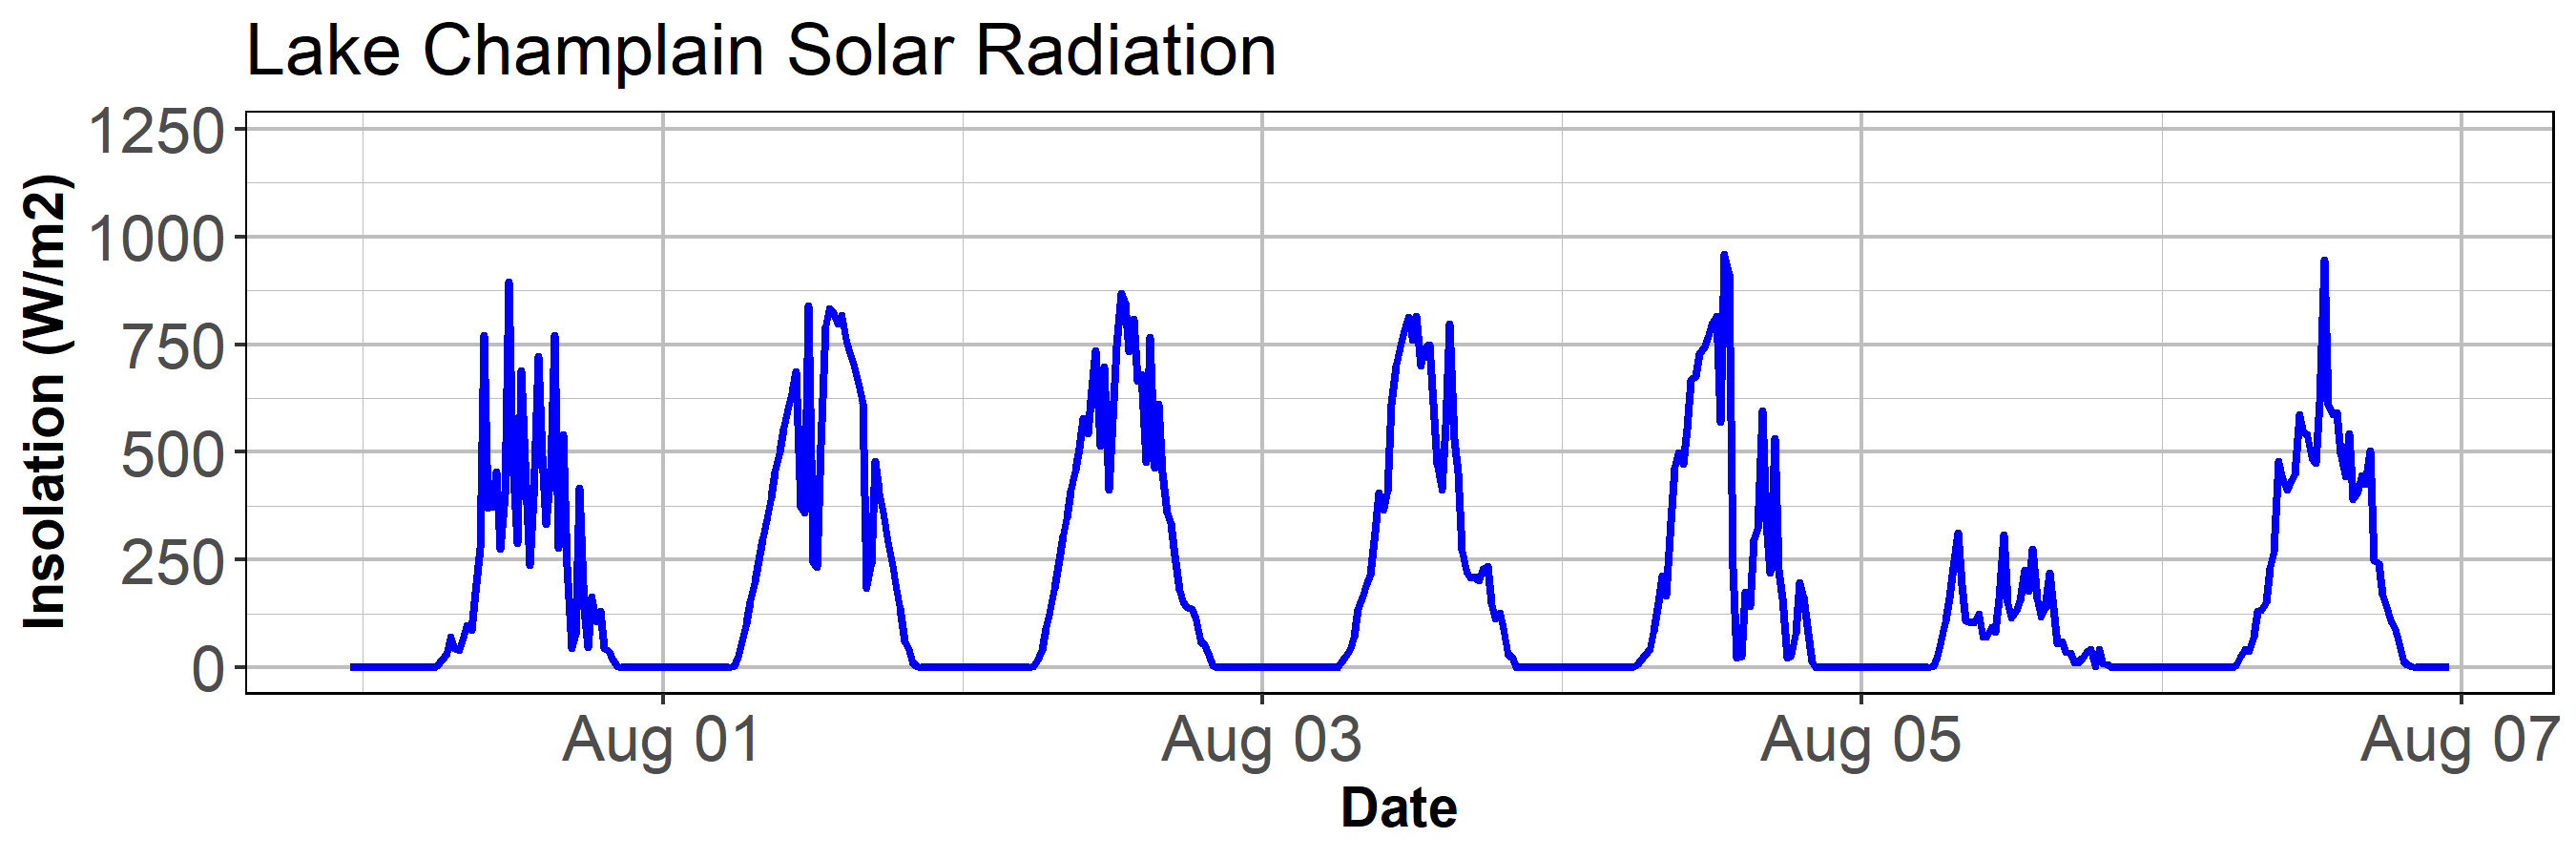 Lake Champlain Solar Radiation
Insolation (W/m2)
1250
1000
750
500
250
0
Aug 01 Aug 03 Aug 05 Aug 07
Date